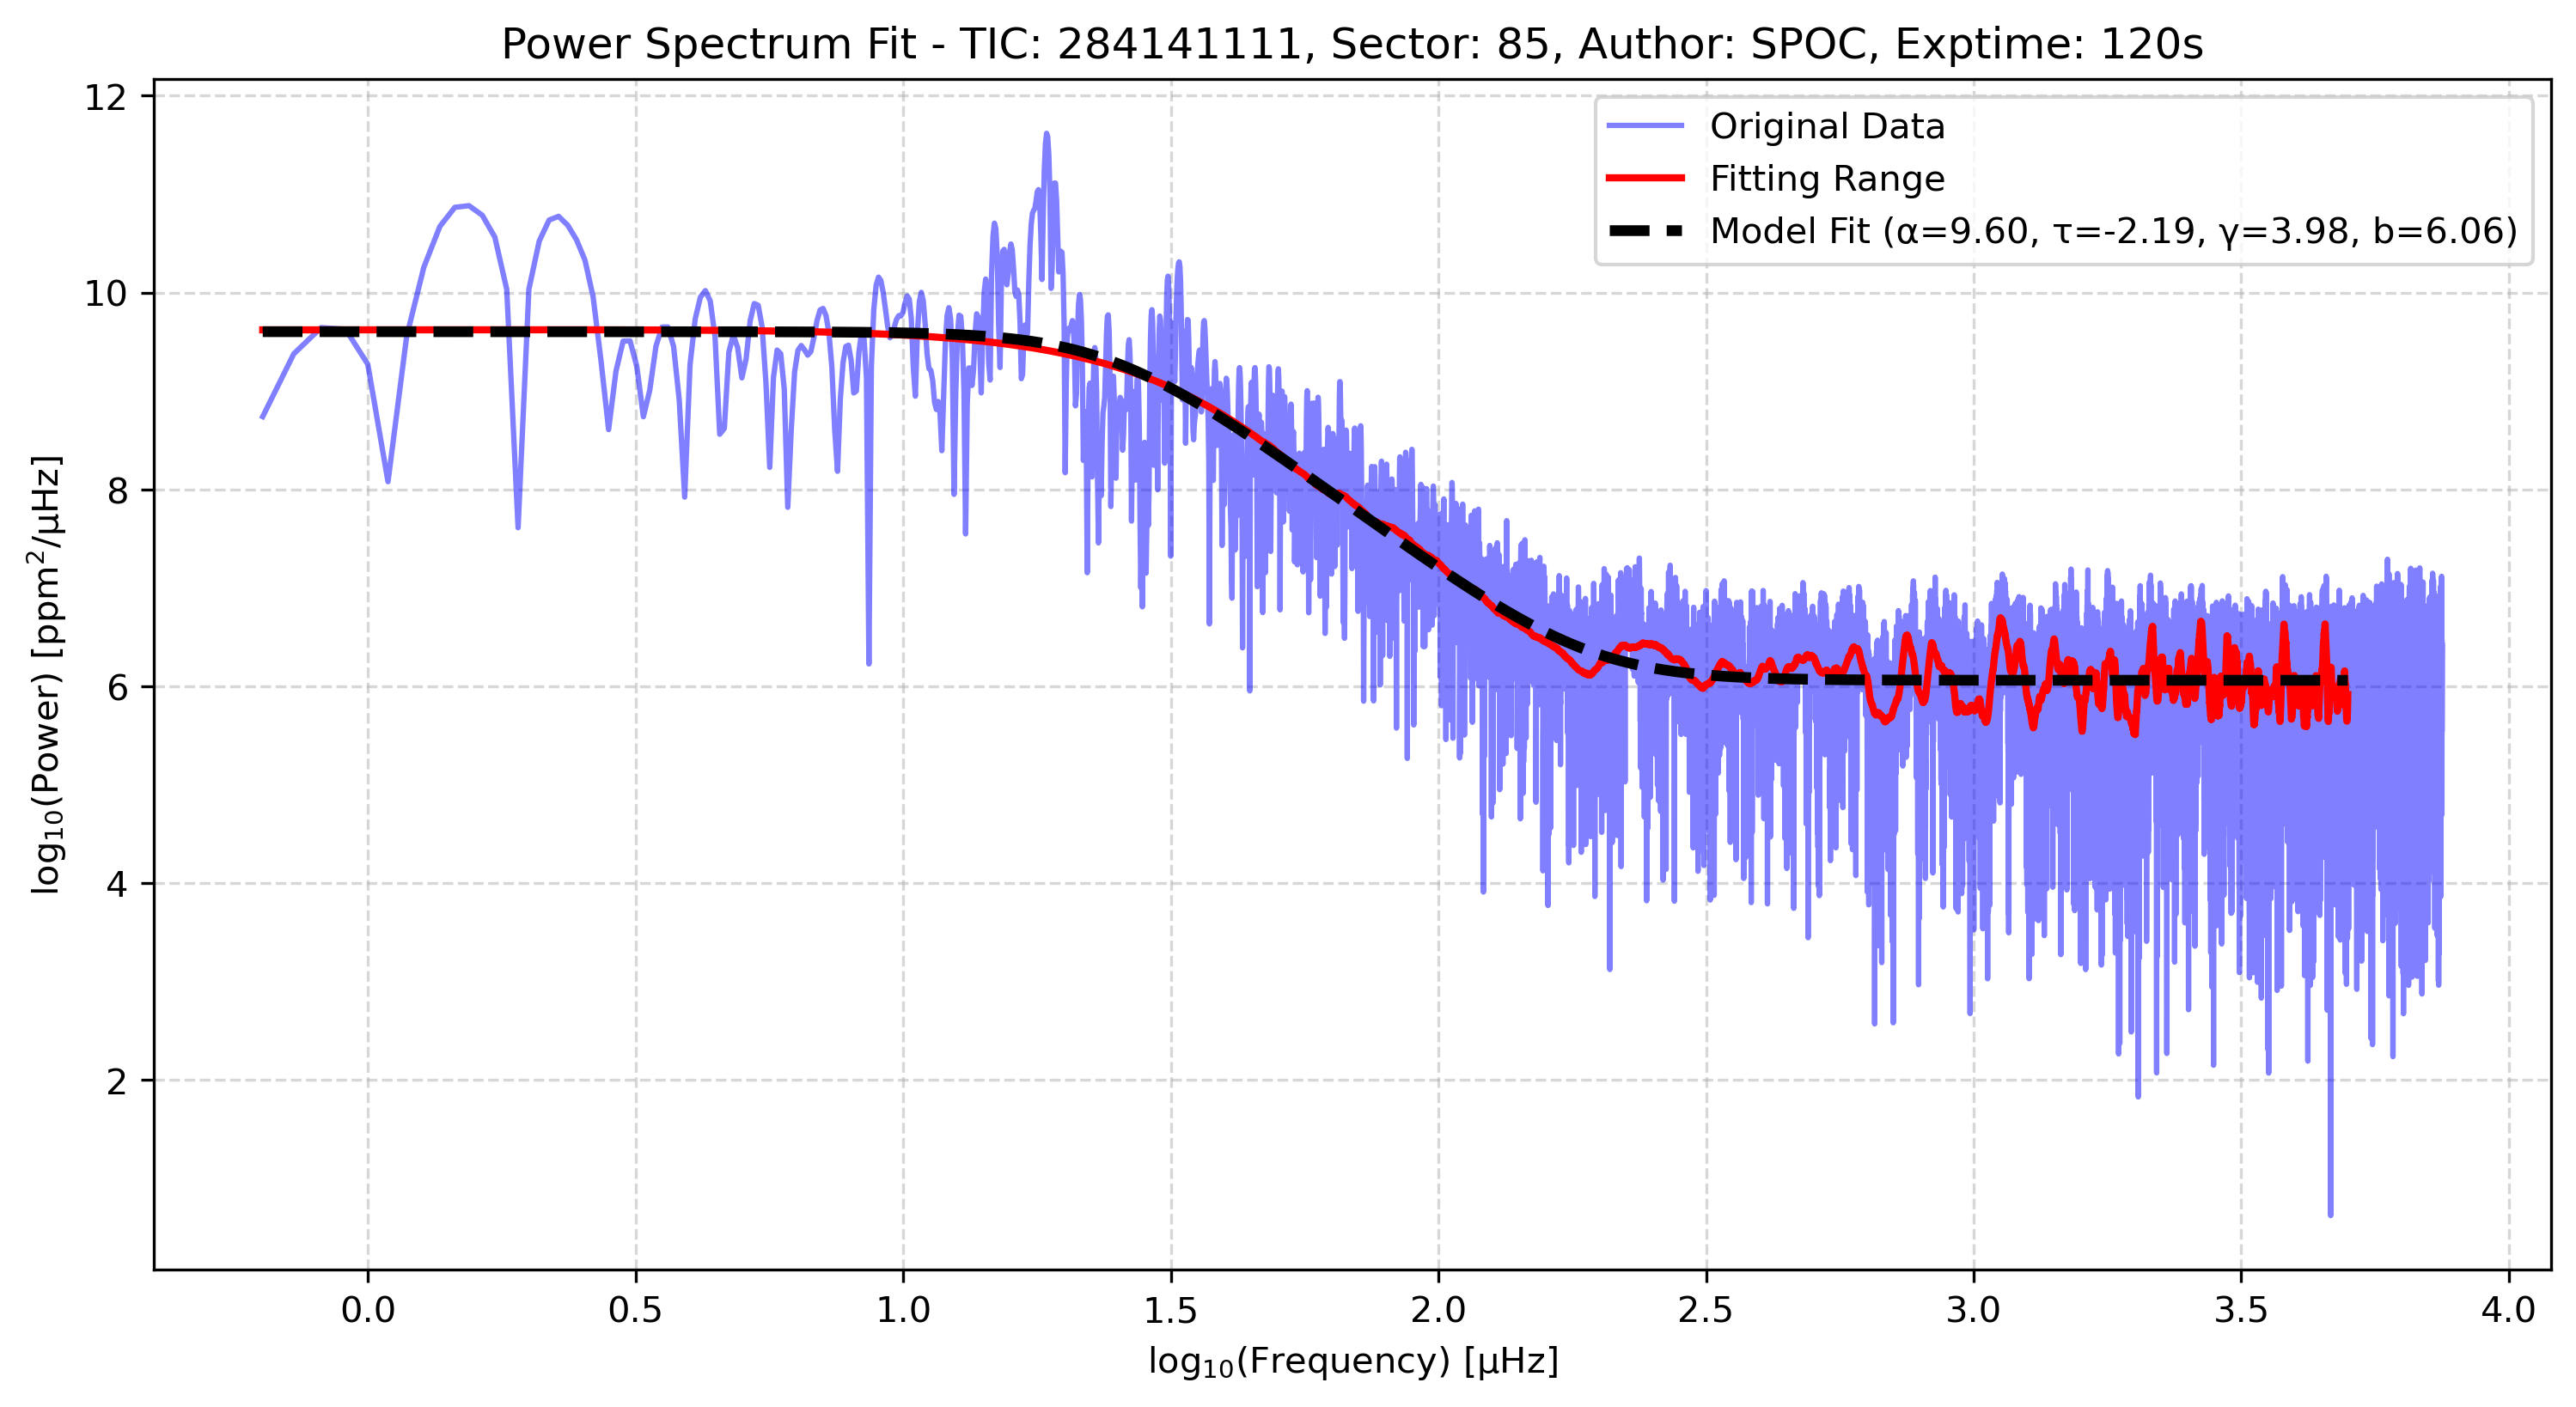 Power Spectrum Fit - TIC: 284141111, Sector: 85, Author: SPOC, Exptime: 120s
Original Data
Fitting Range
Model Fit (α=9.60, τ=-2.19, γ=3.98, b=6.06)
log₁₀(Power) [ppm²/μHz]
12
10
8
6
4
2
0.0 0.5 1.0 1.5 2.0 2.5 3.0 3.5 4.0
log₁₀(Frequency) [μHz]